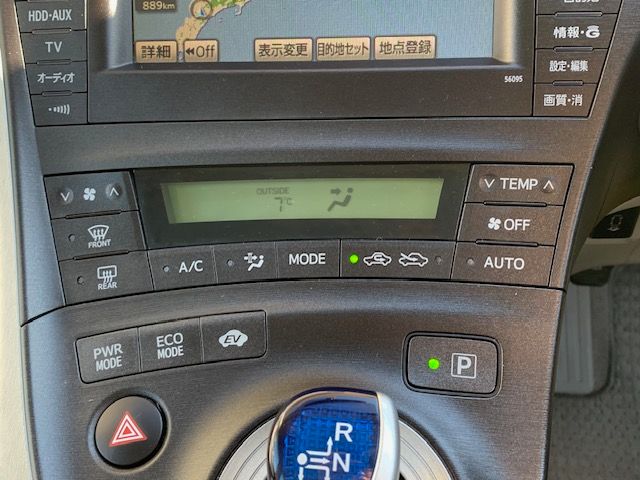 HDD·AUX
TV
オーディオ
889km
詳細
Off
表示変更
目的地セット
地点登録
56095
情報・G
設定・編集
画質・消
OUTSIDE
7℃
TEMP
OFF
FRONT
REAR
A/C
MODE
AUTO
PWR
MODE
ECO
MODE
EV
P
R
N